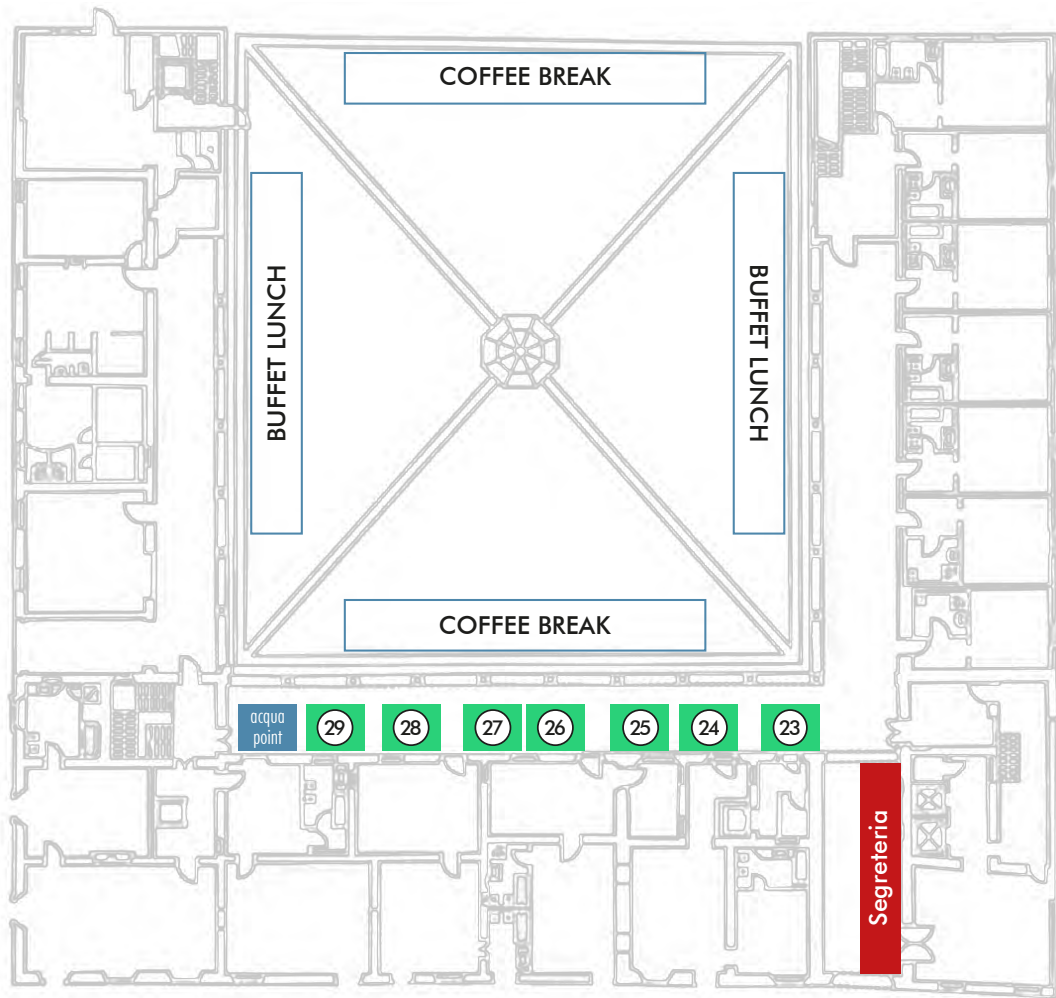 COFFEE BREAK
BUFFET LUNCH
BUFFET LUNCH
COFFEE BREAK
acqua
point
29
28
27
26
25
24
23
Segreteria